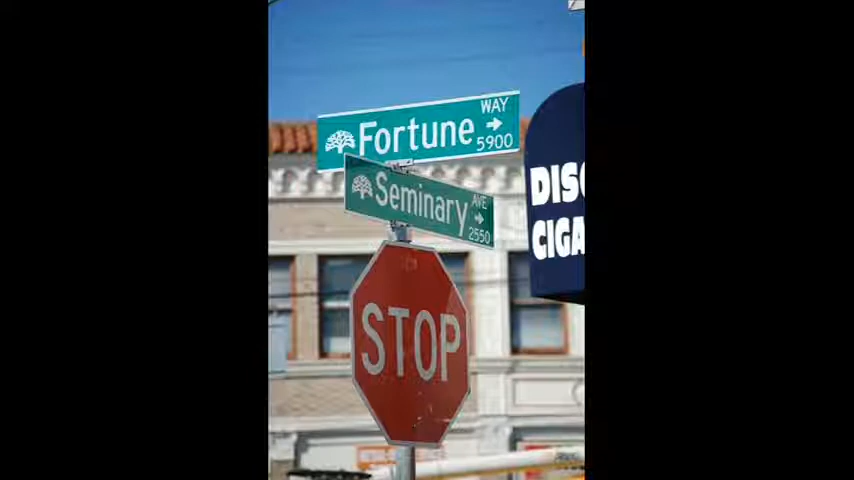 Fortune WAY
5900
Seminary AVE
2550
STOP
DISC
CIGA